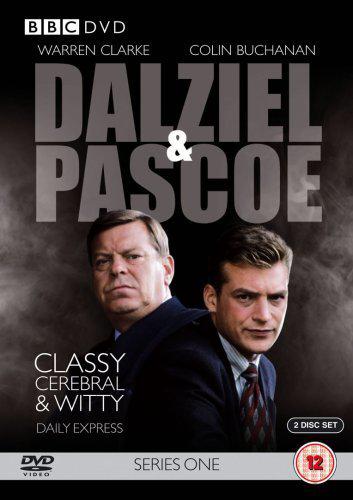 BBC DVD
WARREN CLARKE COLIN BUCHANAN
DALZIEL
&
PASCOE
CLASSY
CEREBRAL
& WITTY
DAILY EXPRESS
2 DISC SET
DVD
VIDEO
SERIES ONE
12